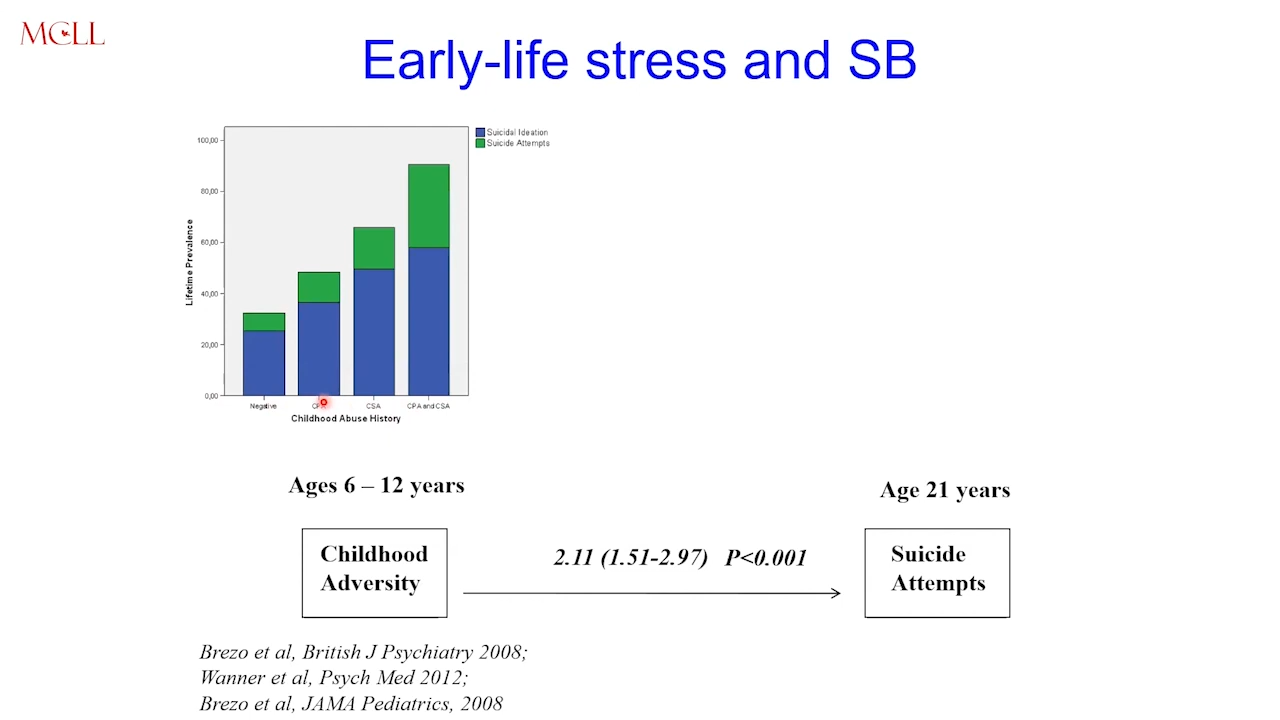 MGLL
Early-life stress and SB
Suicidal Ideation
Suicide Attempts
100,00
80,00
60,00
40,00
20,00
0,00
Lifetime Prevalence
Negative CPA CSA CPA and CSA
Childhood Abuse History
Ages 6 – 12 years
Age 21 years
Childhood
Adversity
2.11 (1.51-2.97) P<0.001
Suicide
Attempts
Brezo et al, British J Psychiatry 2008;
Wanner et al, Psych Med 2012;
Brezo et al, JAMA Pediatrics, 2008